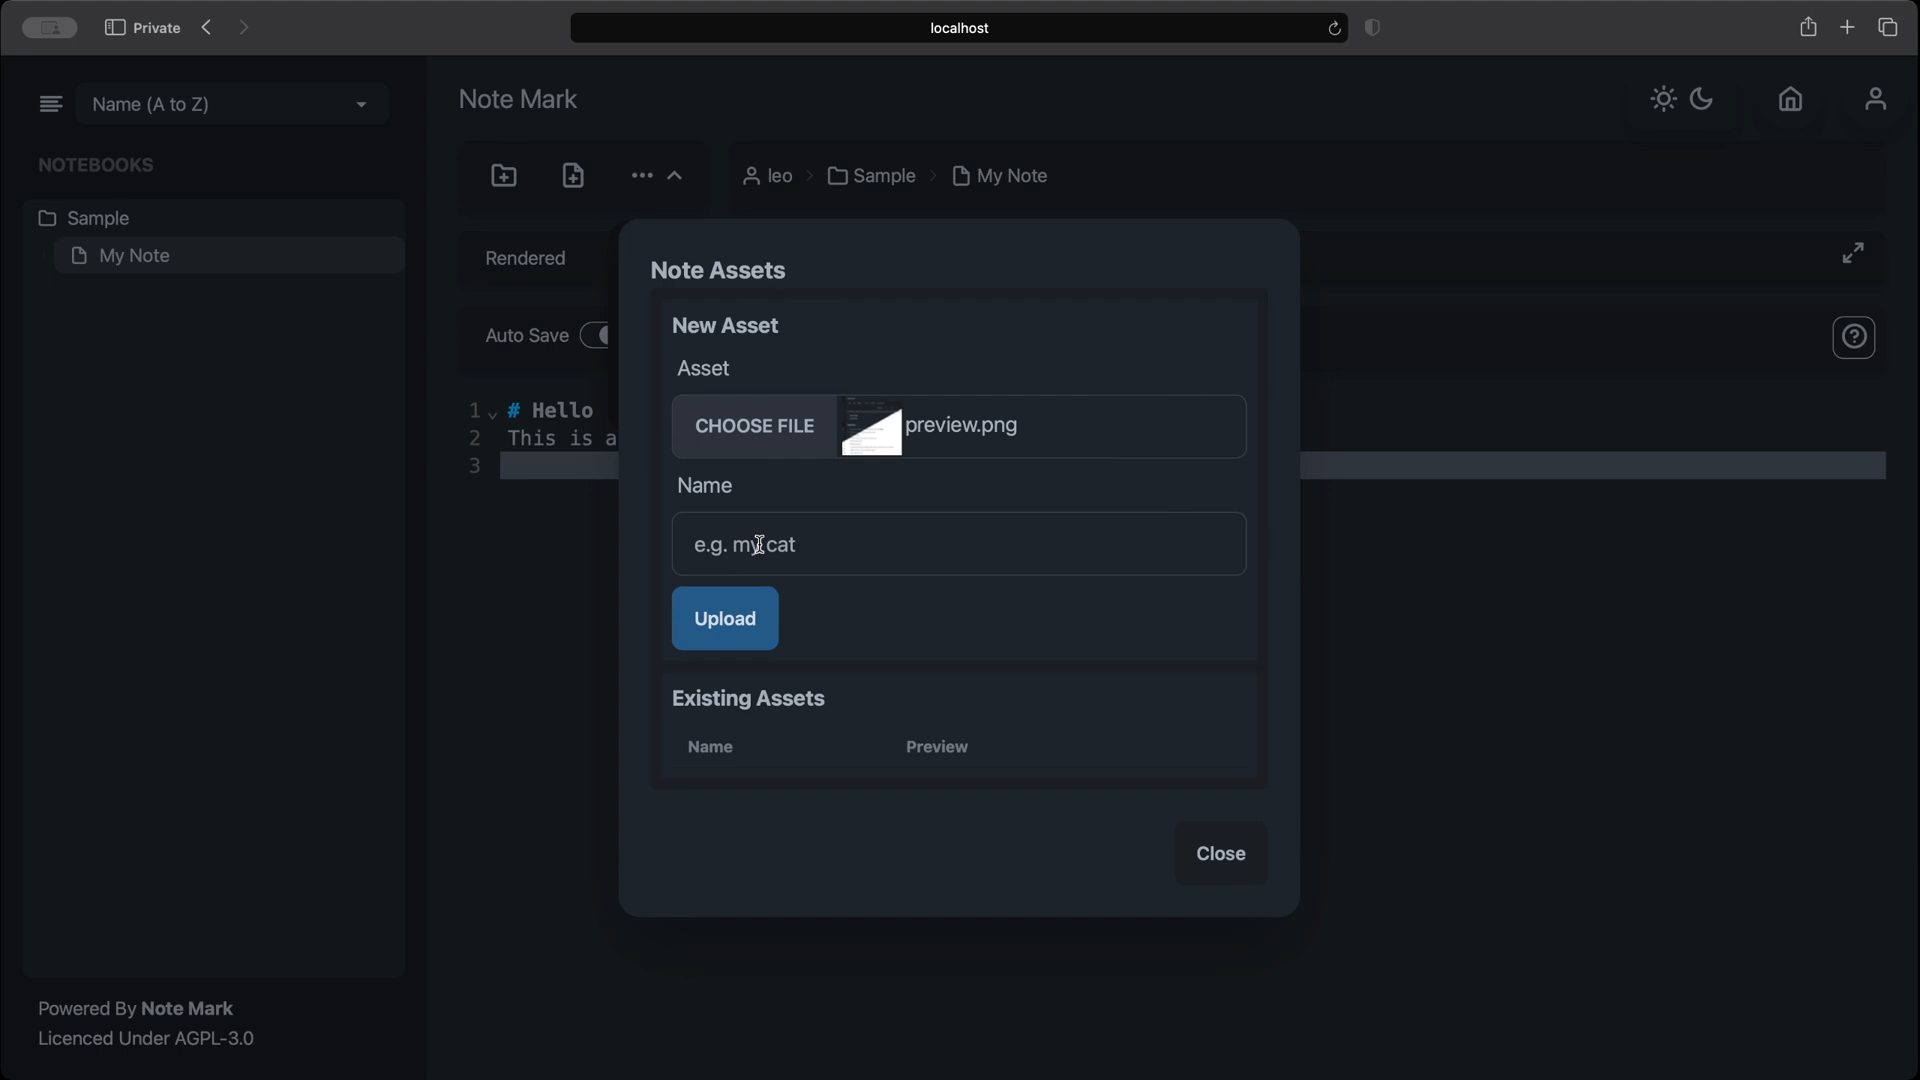 Private
localhost
Name (A to Z)
Note Mark
NOTEBOOKS
Sample
My Note
leo
Sample
My Note
Rendered
Auto Save
1 # Hello
2 This is a
3
Note Assets
New Asset
Asset
CHOOSE FILE preview.png
Name
e.g. my cat
Upload
Existing Assets
Name Preview
Close
Powered By Note Mark
Licenced Under AGPL-3.0